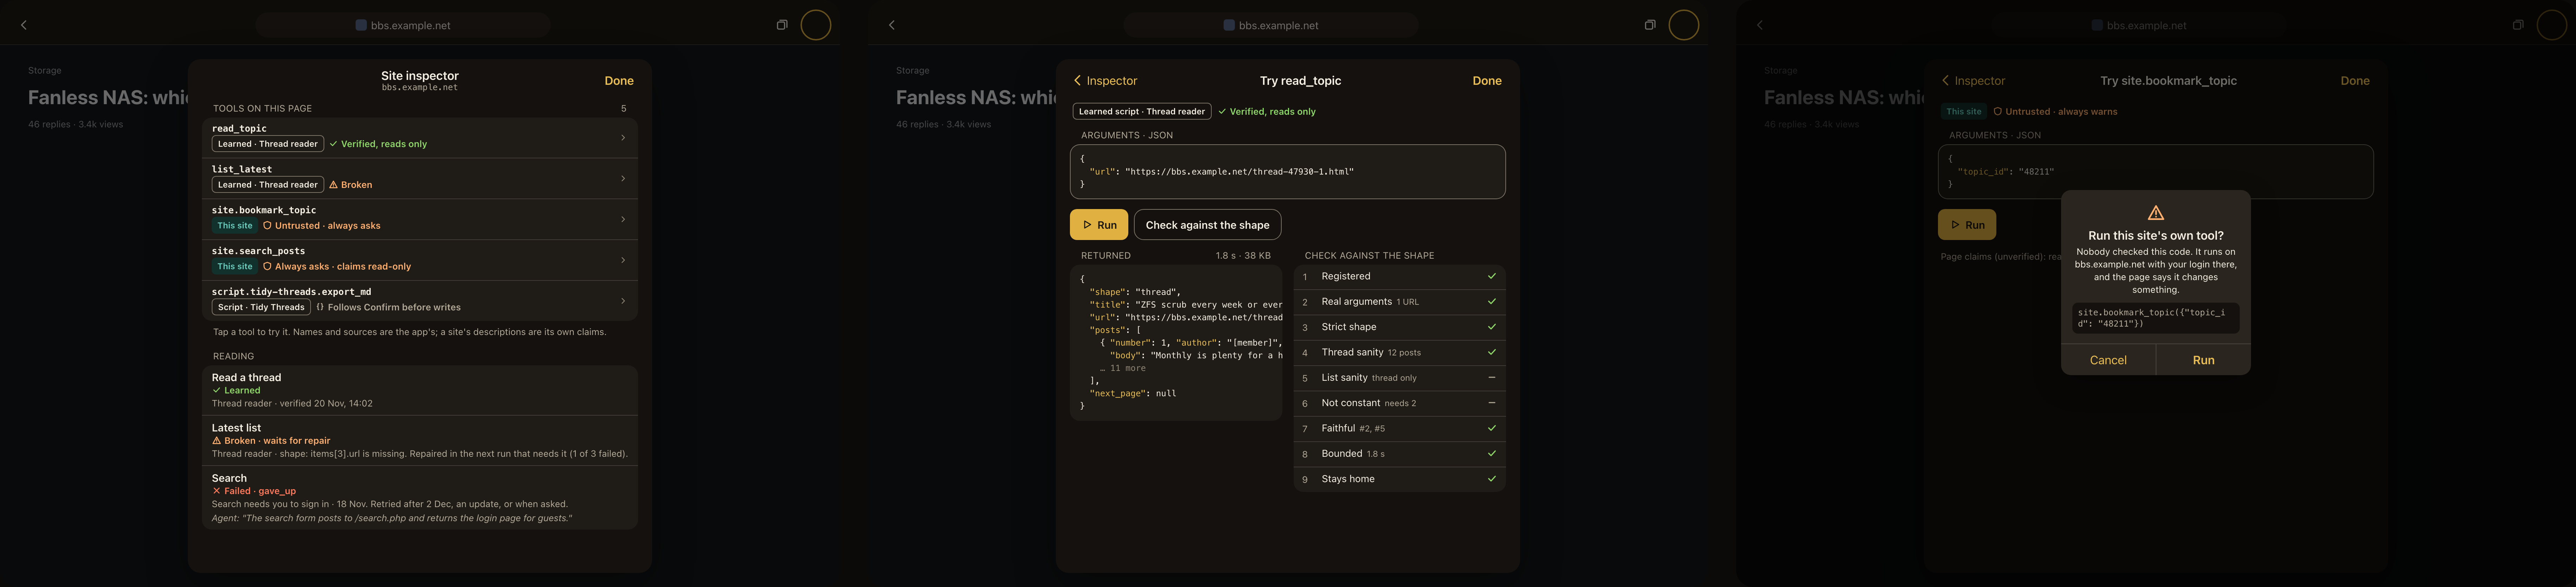 bbs.example.net
Storage
Fanless NAS: whi
46 replies · 3.4k views
Site inspector
bbs.example.net
Done
TOOLS ON THIS PAGE 5
read_topic
Learned · Thread reader Verified, reads only
list_latest
Learned · Thread reader Broken
site.bookmark_topic
This site Untrusted · always asks
site.search_posts
This site Always asks · claims read-only
script.tidy-threads.export_md
Script · Tidy Threads {} Follows Confirm before writes
Tap a tool to try it. Names and sources are the app's; a site's descriptions are its own claims.
READING
Read a thread
Learned
Thread reader · verified 20 Nov, 14:02
Latest list
Broken · waits for repair
Thread reader · shape: items[3].url is missing. Repaired in the next run that needs it (1 of 3 failed).
Search
Failed · gave_up
Search needs you to sign in · 18 Nov. Retried after 2 Dec, an update, or when asked.
Agent: "The search form posts to /search.php and returns the login page for guests."
bbs.example.net
Storage
Fanless NAS: whi
46 replies · 3.4k views
Inspector
Try read_topic
Done
Learned script · Thread reader Verified, reads only
ARGUMENTS · JSON
{
"url": "https://bbs.example.net/thread-47930-1.html"
}
Run
Check against the shape
RETURNED 1.8 s · 38 KB
{
"shape": "thread",
"title": "ZFS scrub every week or ever
"url": "https://bbs.example.net/thread
"posts": [
{ "number": 1, "author": "[member]",
"body": "Monthly is plenty for a h
… 11 more
],
"next_page": null
}
CHECK AGAINST THE SHAPE
1 Registered
2 Real arguments 1 URL
3 Strict shape
4 Thread sanity 12 posts
5 List sanity thread only
6 Not constant needs 2
7 Faithful #2, #5
8 Bounded 1.8 s
9 Stays home
bbs.example.net
Storage
Fanless NAS: whi
46 replies · 3.4k views
Inspector
Try site.bookmark_topic
Done
This site Untrusted · always warns
ARGUMENTS · JSON
{
"topic_id": "48211"
}
Run
Page claims (unverified): rea
Run this site's own tool?
Nobody checked this code. It runs on
bbs.example.net with your login there,
and the page says it changes
something.
site.bookmark_topic({"topic_i
d": "48211"})
Cancel
Run